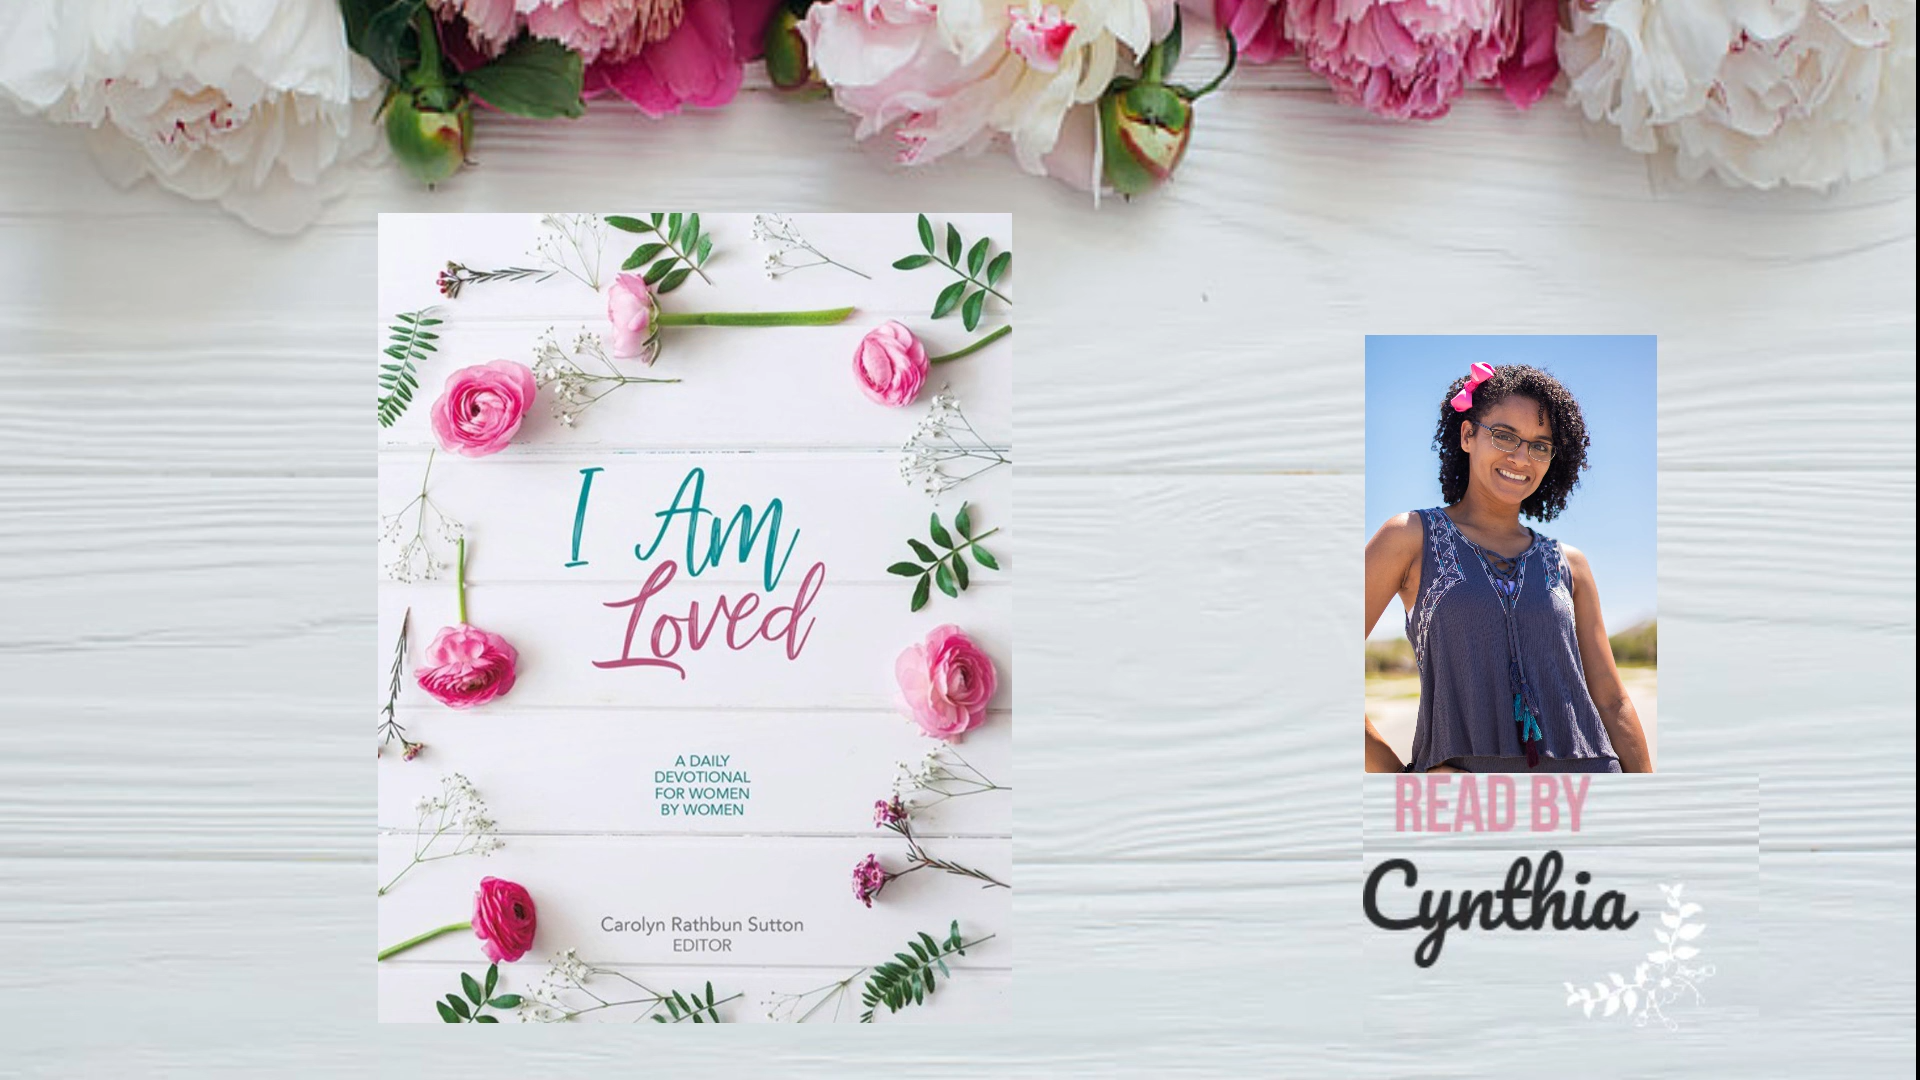 I Am
Loved
A DAILY
DEVOTIONAL
FOR WOMEN
BY WOMEN
Carolyn Rathbun Sutton
EDITOR
READ BY
Cynthia